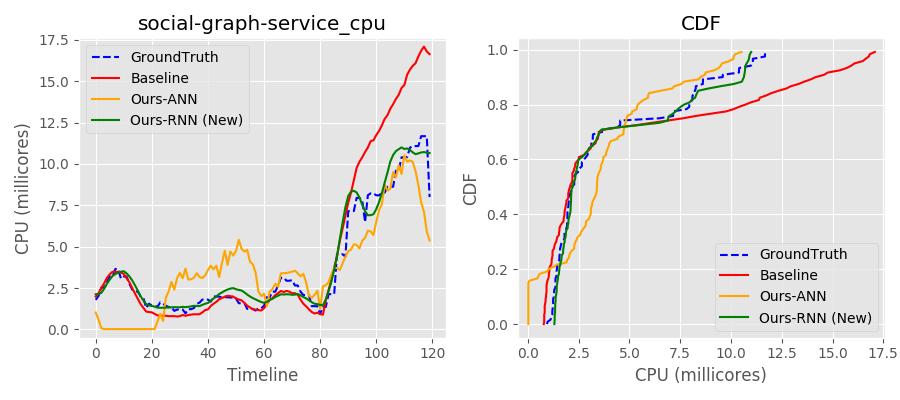 social-graph-service_cpu
CPU (millicores)
17.5
15.0
12.5
10.0
7.5
5.0
2.5
0.0
GroundTruth
Baseline
Ours-ANN
Ours-RNN (New)
0
20
40
60
80
100
120
Timeline
CDF
CDF
1.0
0.8
0.6
0.4
0.2
0.0
GroundTruth
Baseline
Ours-ANN
Ours-RNN (New)
0.0
2.5
5.0
7.5
10.0
12.5
15.0
17.5
CPU (millicores)